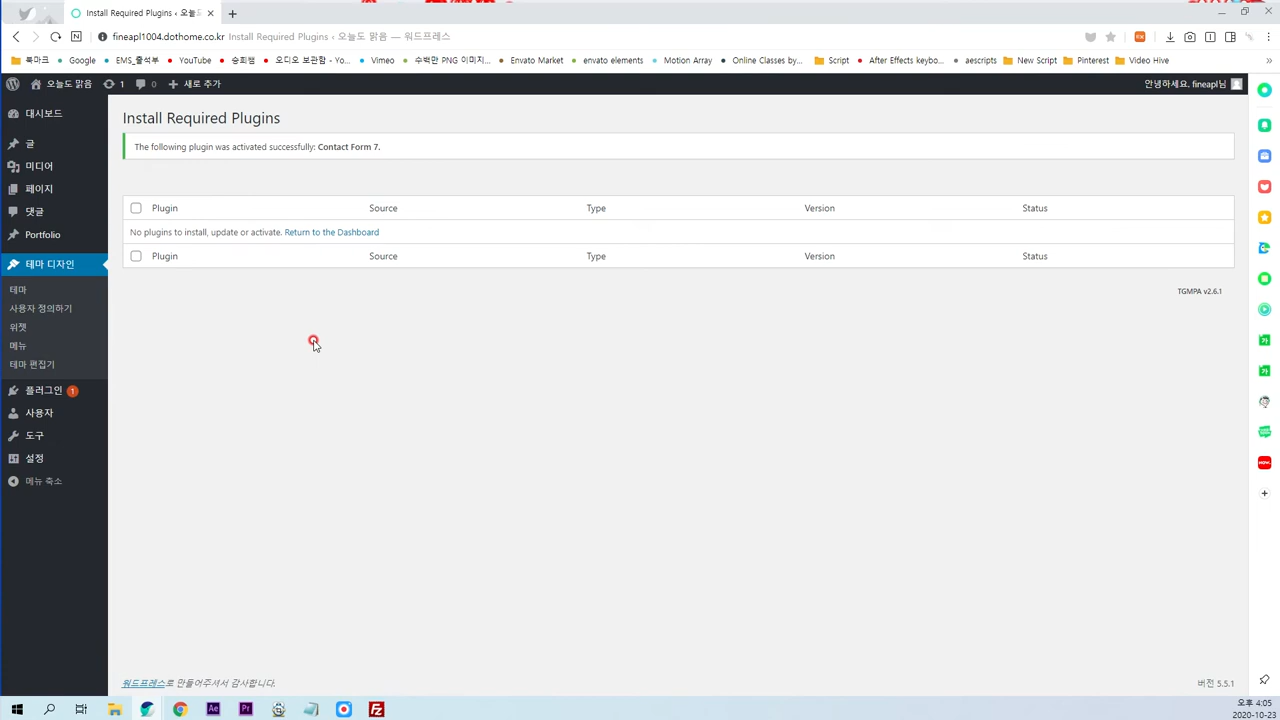 Install Required Plugins ‹ 오늘도
fineapl1004.dothome.co.kr Install Required Plugins ‹ 오늘도 맑음 — 워드프레스
북마크 Google EMS_출석부 YouTube 승희쌤 오디오 보관함 - Yo... Vimeo 수백만 PNG 이미지... Envato Market envato elements Motion Array Online Classes by... Script After Effects keybo... aescripts New Script Pinterest Video Hive »
오늘도 맑음 1 0 새로 추가 안녕하세요, fineapl님
대시보드
글
미디어
페이지
댓글
Portfolio
테마 디자인
테마
사용자 정의하기
위젯
메뉴
테마 편집기
플러그인 1
사용자
도구
설정
메뉴 축소
Install Required Plugins
The following plugin was activated successfully: Contact Form 7.
Plugin Source Type Version Status
No plugins to install, update or activate. Return to the Dashboard
Plugin Source Type Version Status
TGMPA v2.6.1
워드프레스로 만들어주셔서 감사합니다.
버전 5.5.1
오후 4:05
2020-10-23